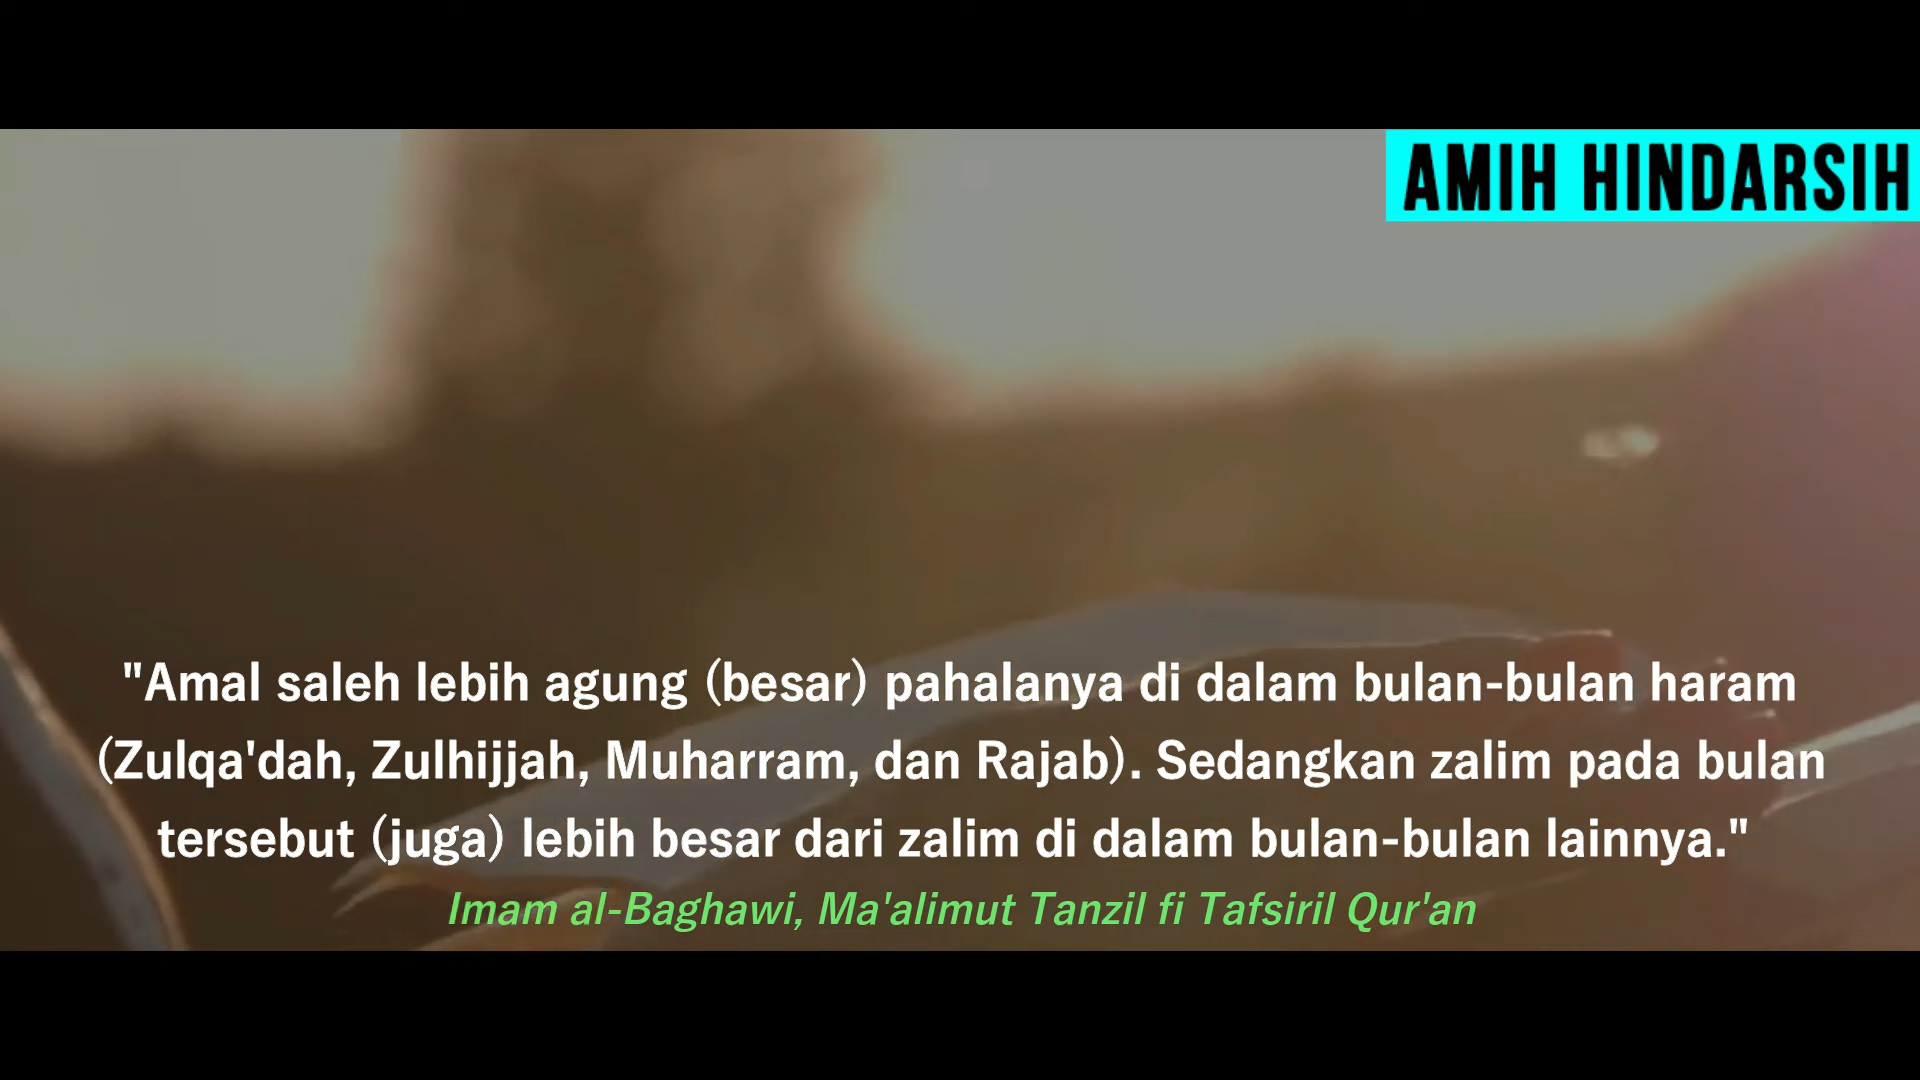 AMIH HINDARSIH
"Amal saleh lebih agung (besar) pahalanya di dalam bulan-bulan haram
(Zulqa'dah, Zulhijjah, Muharram, dan Rajab). Sedangkan zalim pada bulan
tersebut (juga) lebih besar dari zalim di dalam bulan-bulan lainnya."
Imam al-Baghawi, Ma'alimut Tanzil fi Tafsiril Qur'an